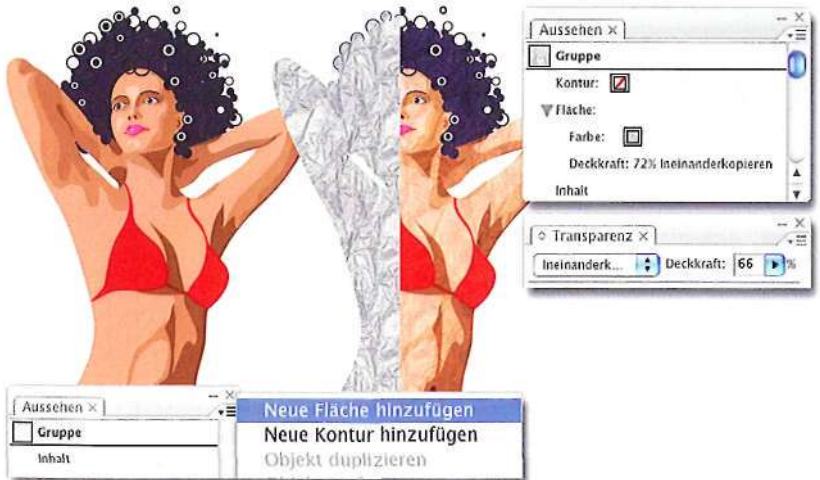 Aussehen ×
Gruppe
Kontur:
Fläche:
Farbe:
Deckkraft: 72% Ineinanderkopieren
Inhalt
Transparenz ×
Ineinanderk... Deckkraft: 66 %
Aussehen ×
Gruppe
Inhalt
Neue Fläche hinzufügen
Neue Kontur hinzufügen
Objekt duplizieren